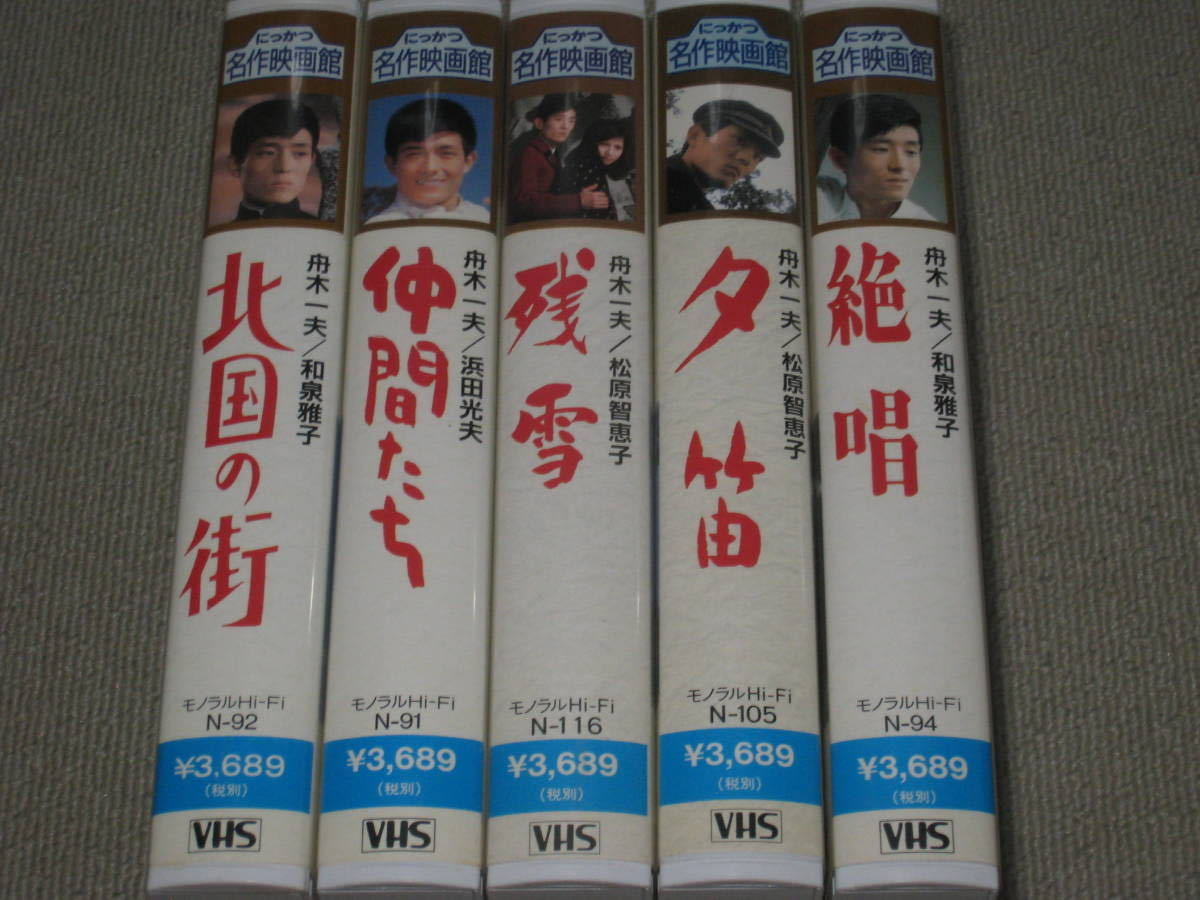 にっかつ
名作映画館
北国の街
舟木一夫/和泉雅子
モノラルHi-Fi
N-92
¥3,689
(税別)
VHS
にっかつ
名作映画館
仲間たち
舟木一夫/浜田光夫
モノラルHi-Fi
N-91
¥3,689
(税別)
VHS
にっかつ
名作映画館
残雪
舟木一夫/松原智恵子
モノラルHi-Fi
N-116
¥3,689
(税別)
VHS
にっかつ
名作映画館
夕笛
舟木一夫/松原智恵子
モノラルHi-Fi
N-105
¥3,689
(税別)
VHS
にっかつ
名作映画館
絶唱
舟木一夫/和泉雅子
モノラルHi-Fi
N-94
¥3,689
(税別)
VHS